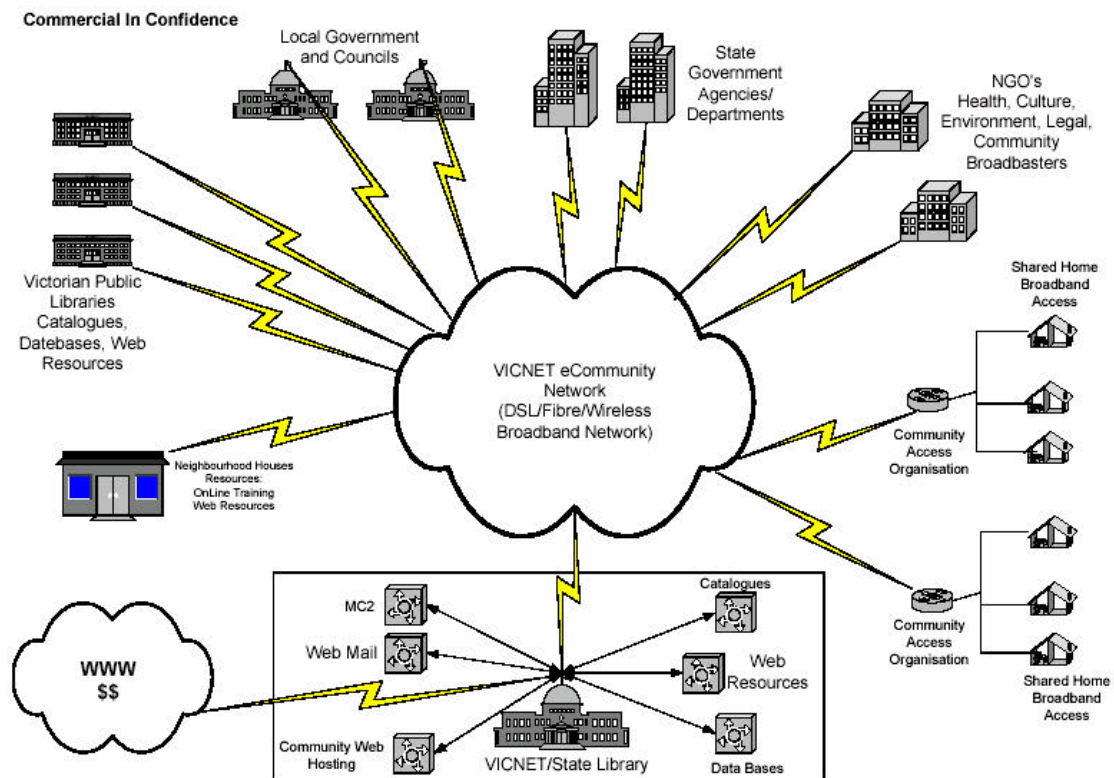 Commercial In Confidence
Local Government
and Councils
State
Government
Agencies/
Departments
NGO's
Health, Culture,
Environment, Legal,
Community
Broadbasters
Victorian Public
Libraries
Catalogues,
Datebases, Web
Resources
Shared Home
Broadband
Access
VICNET eCommunity
Network
(DSL/Fibre/Wireless
Broadband Network)
Community
Access
Organisation
Neighbourhood Houses
Resources:
OnLine Training
Web Resources
MC2
Web Mail
Community Web
Hosting
Catalogues
Web
Resources
Data Bases
VICNET/State Library
WWW
$$
Community
Access
Organisation
Shared Home
Broadband
Access